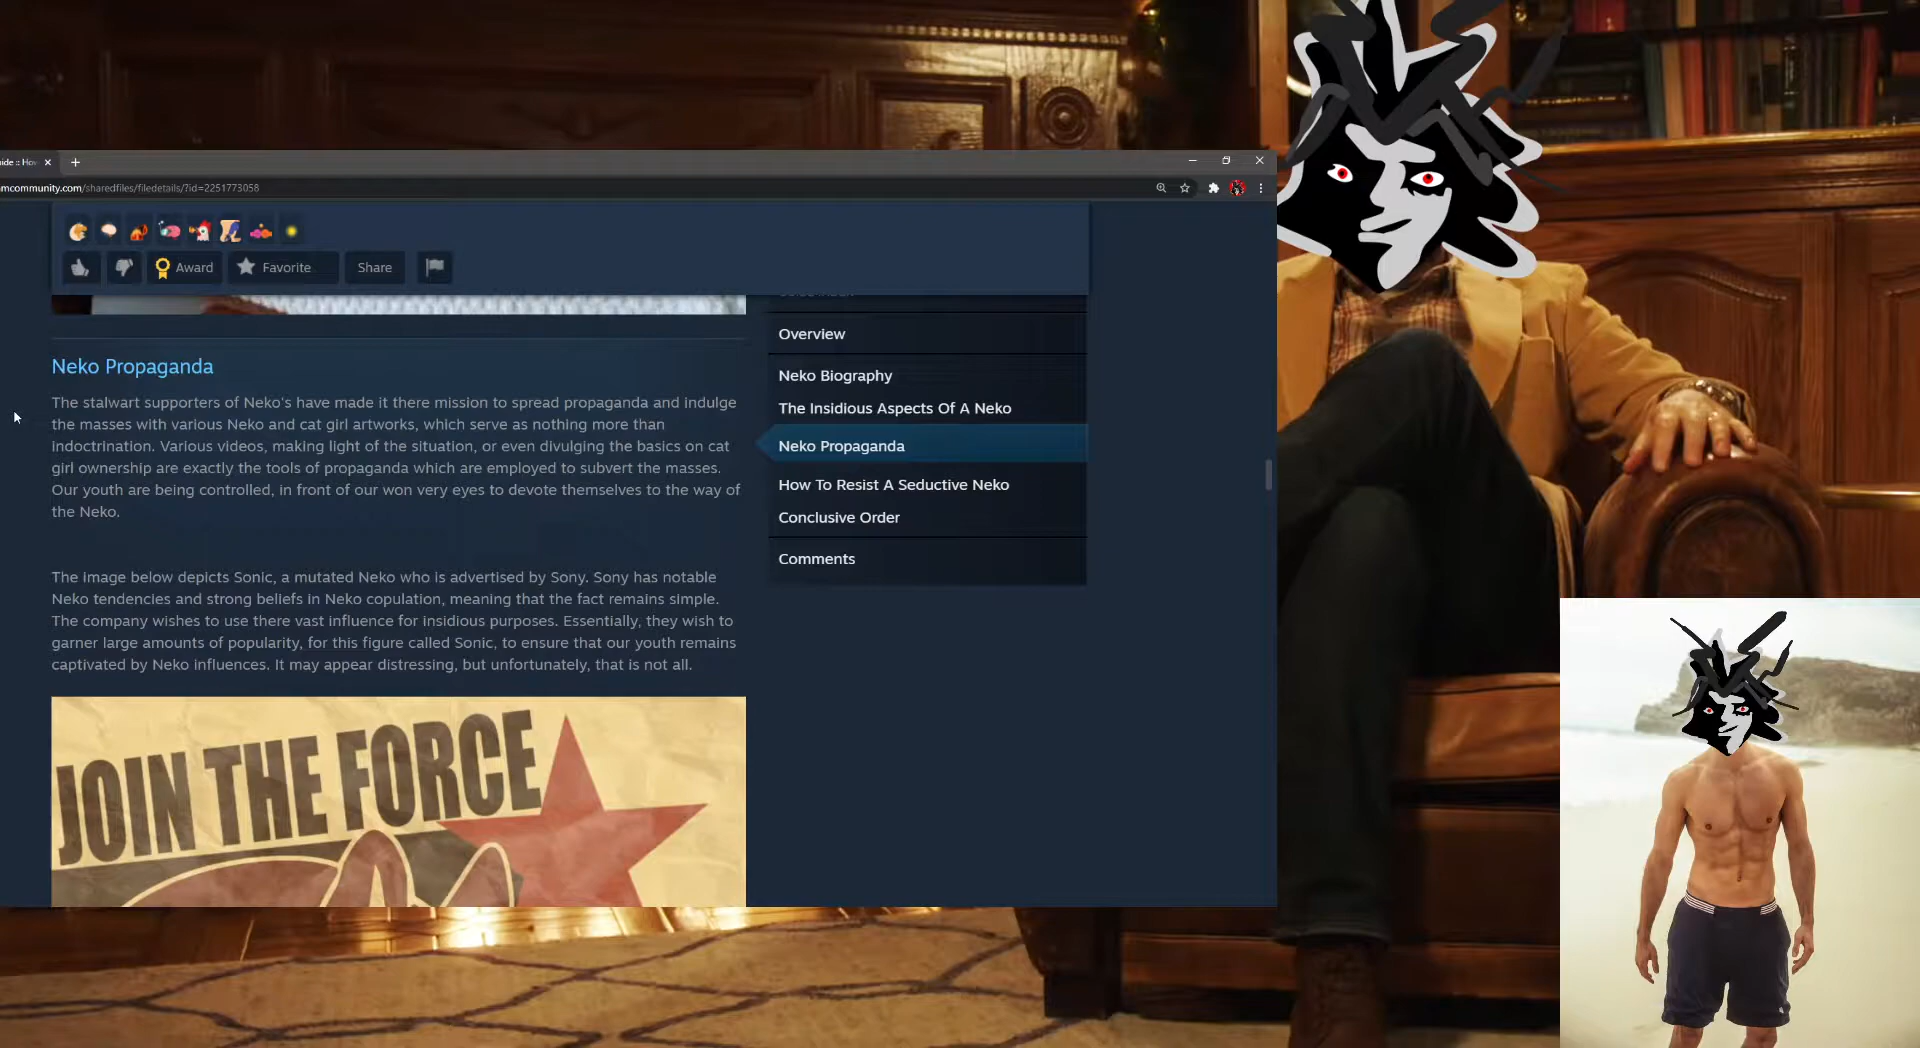 ide :: Hov
mcommunity.com/sharedfiles/filedetails/?id=2251773058
Award
Favorite
Share
Overview
Neko Biography
The Insidious Aspects Of A Neko
Neko Propaganda
How To Resist A Seductive Neko
Conclusive Order
Comments
Neko Propaganda
The stalwart supporters of Neko's have made it there mission to spread propaganda and indulge
the masses with various Neko and cat girl artworks, which serve as nothing more than
indoctrination. Various videos, making light of the situation, or even divulging the basics on cat
girl ownership are exactly the tools of propaganda which are employed to subvert the masses.
Our youth are being controlled, in front of our won very eyes to devote themselves to the way of
the Neko.
The image below depicts Sonic, a mutated Neko who is advertised by Sony. Sony has notable
Neko tendencies and strong beliefs in Neko copulation, meaning that the fact remains simple.
The company wishes to use there vast influence for insidious purposes. Essentially, they wish to
garner large amounts of popularity, for this figure called Sonic, to ensure that our youth remains
captivated by Neko influences. It may appear distressing, but unfortunately, that is not all.
JOIN THE FORCE